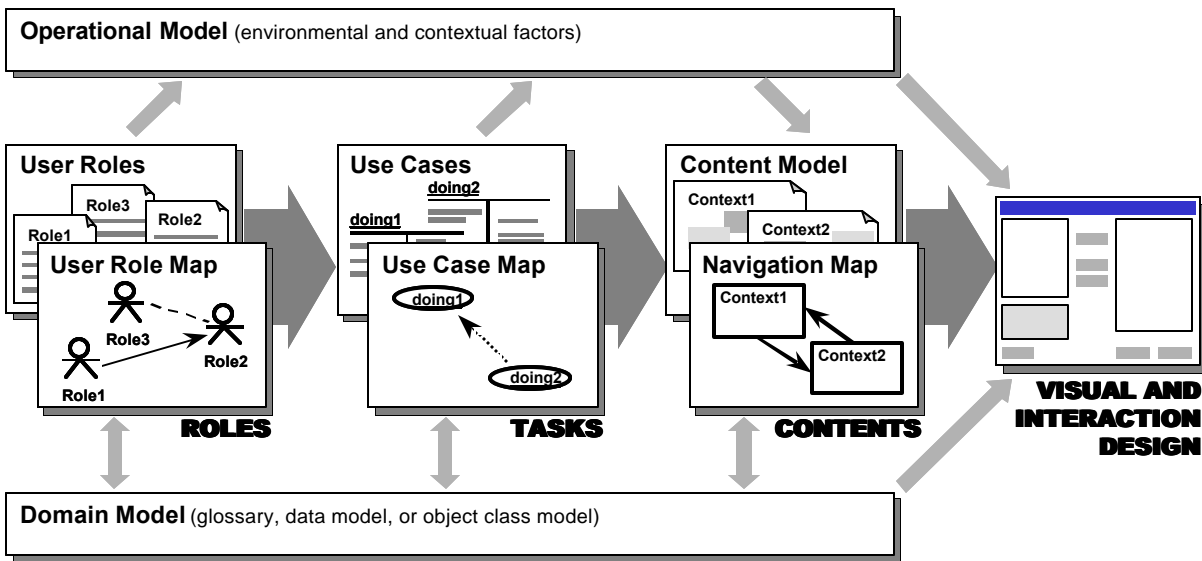 Operational Model (environmental and contextual factors)
User Roles
Role3
Role2
Role1
User Role Map
Role3
Role2
Role1
ROLES
Use Cases
doing2
doing1
Use Case Map
doing1
doing2
TASKS
Content Model
Context1
Context2
Navigation Map
Context1
Context2
CONTENTS
VISUAL AND
INTERACTION
DESIGN
Domain Model (glossary, data model, or object class model)